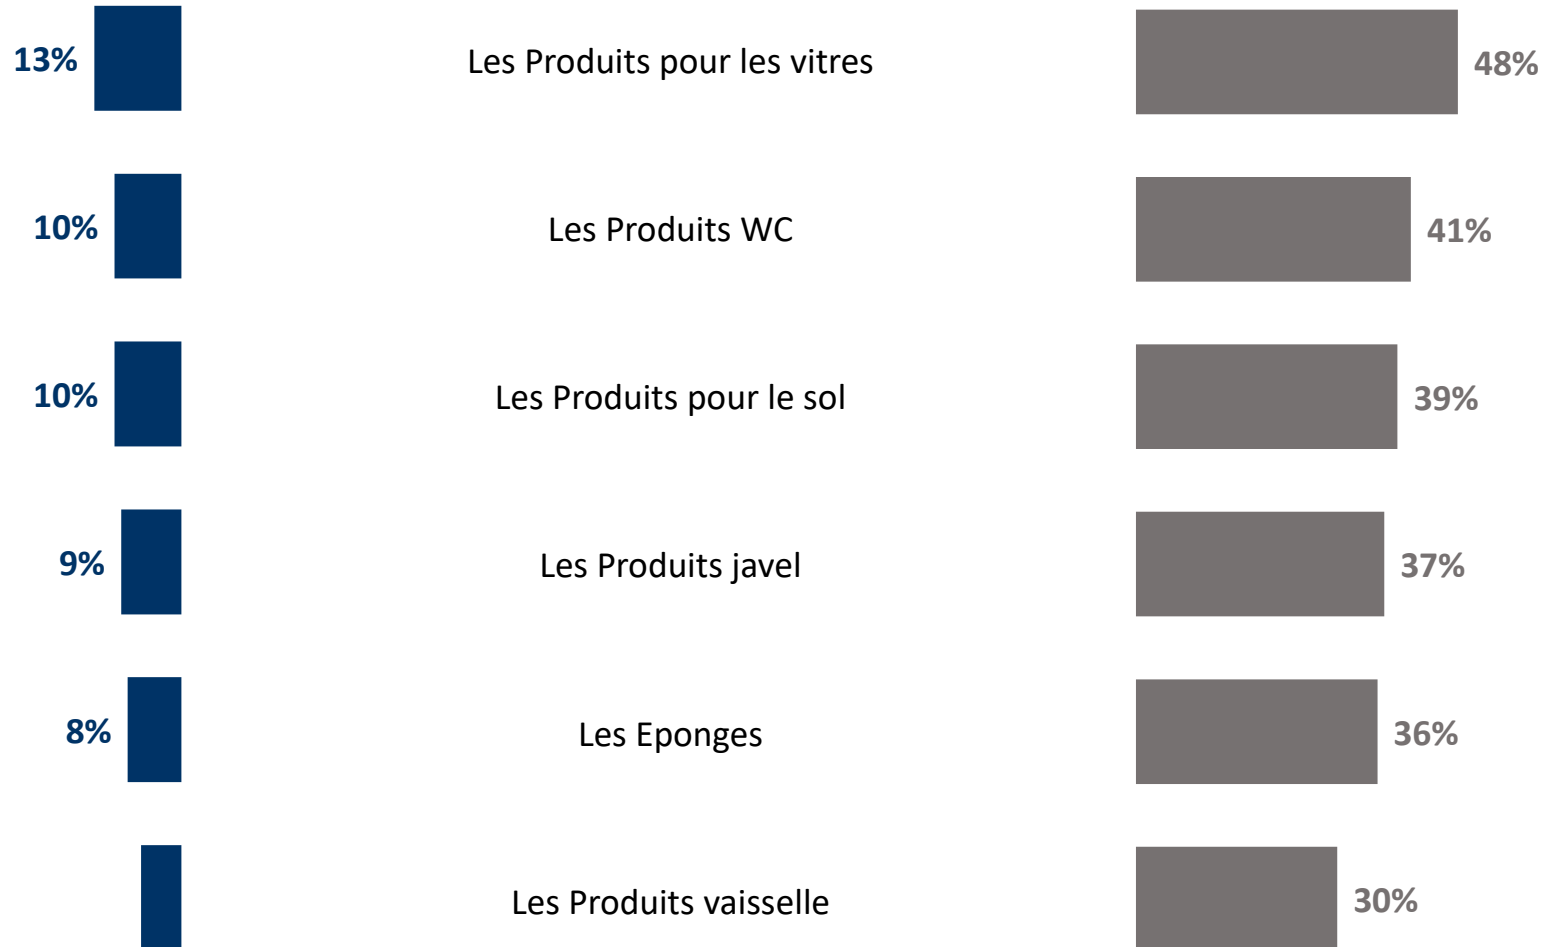 13% Les Produits pour les vitres 48%
10% Les Produits WC 41%
10% Les Produits pour le sol 39%
9% Les Produits javel 37%
8% Les Eponges 36%
Les Produits vaisselle 30%